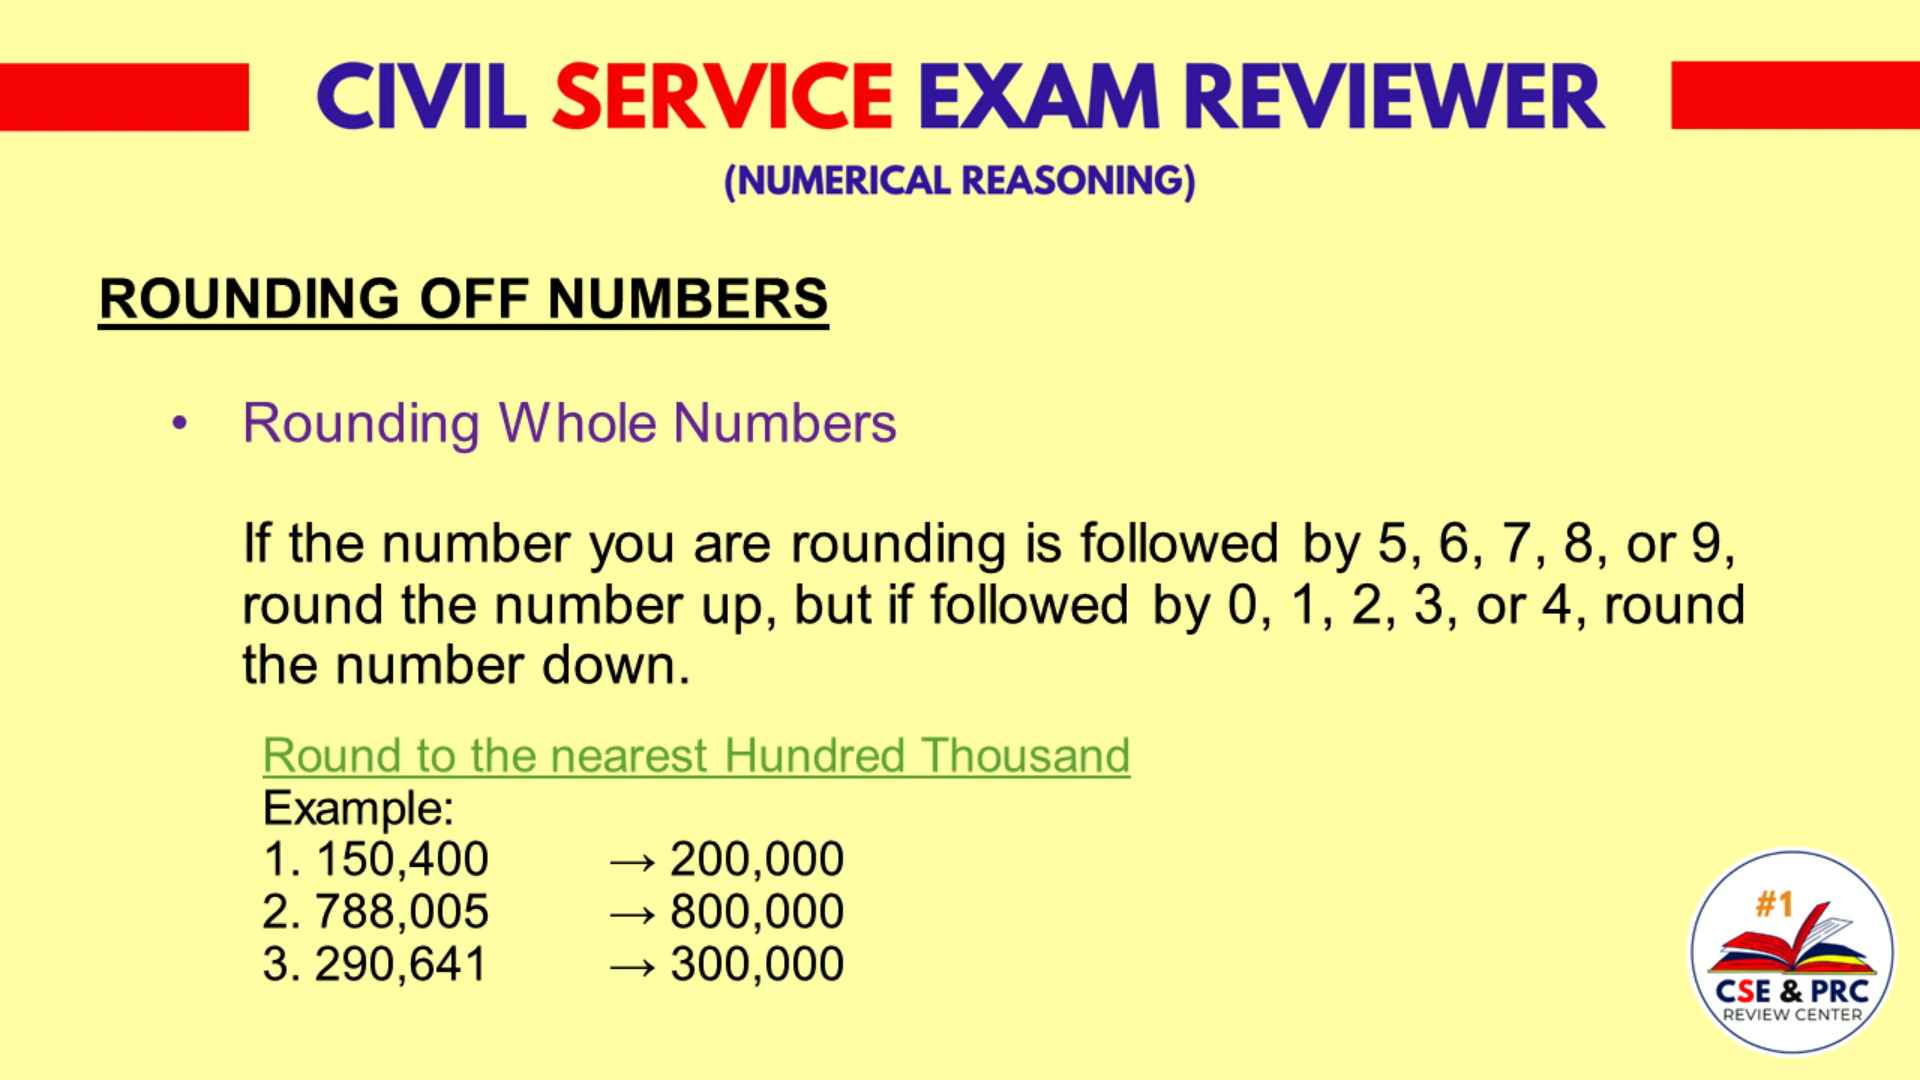 CIVIL SERVICE EXAM REVIEWER
(NUMERICAL REASONING)
ROUNDING OFF NUMBERS
• Rounding Whole Numbers
If the number you are rounding is followed by 5, 6, 7, 8, or 9,
round the number up, but if followed by 0, 1, 2, 3, or 4, round
the number down.
Round to the nearest Hundred Thousand
Example:
1. 150,400 → 200,000
2. 788,005 → 800,000
3. 290,641 → 300,000
#1
CSE & PRC
REVIEW CENTER